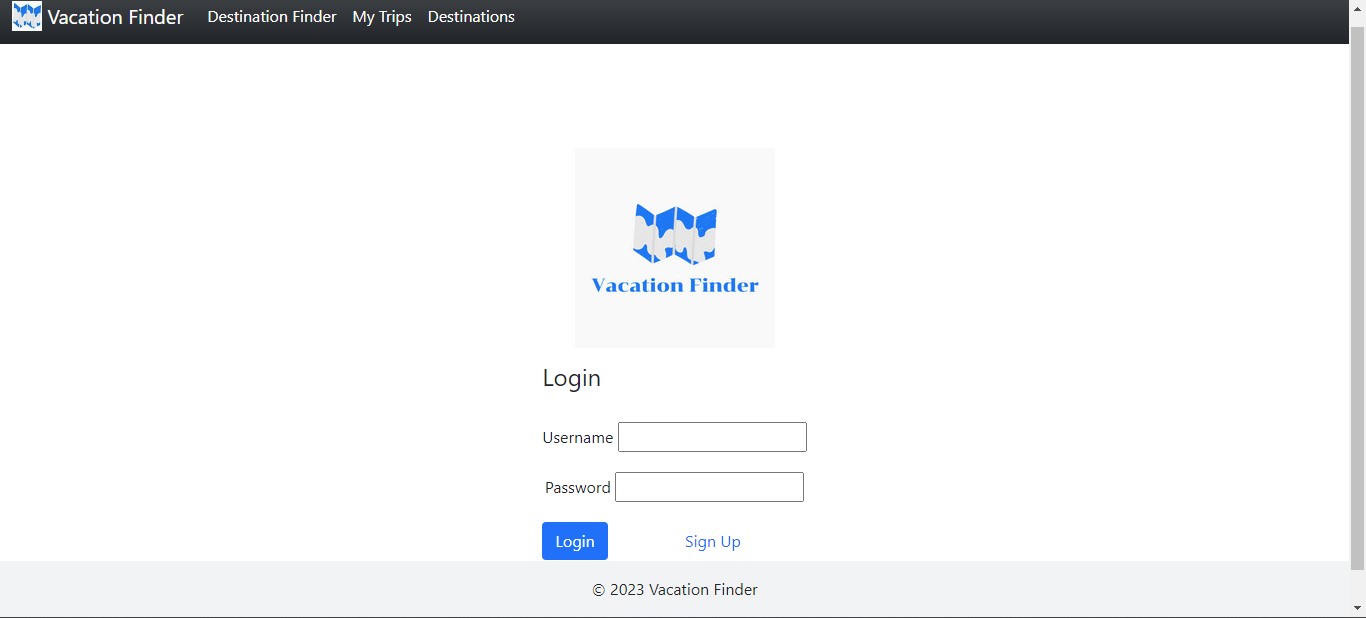 Vacation Finder Destination Finder My Trips Destinations
Vacation Finder
Login
Username
Password
Login Sign Up
© 2023 Vacation Finder